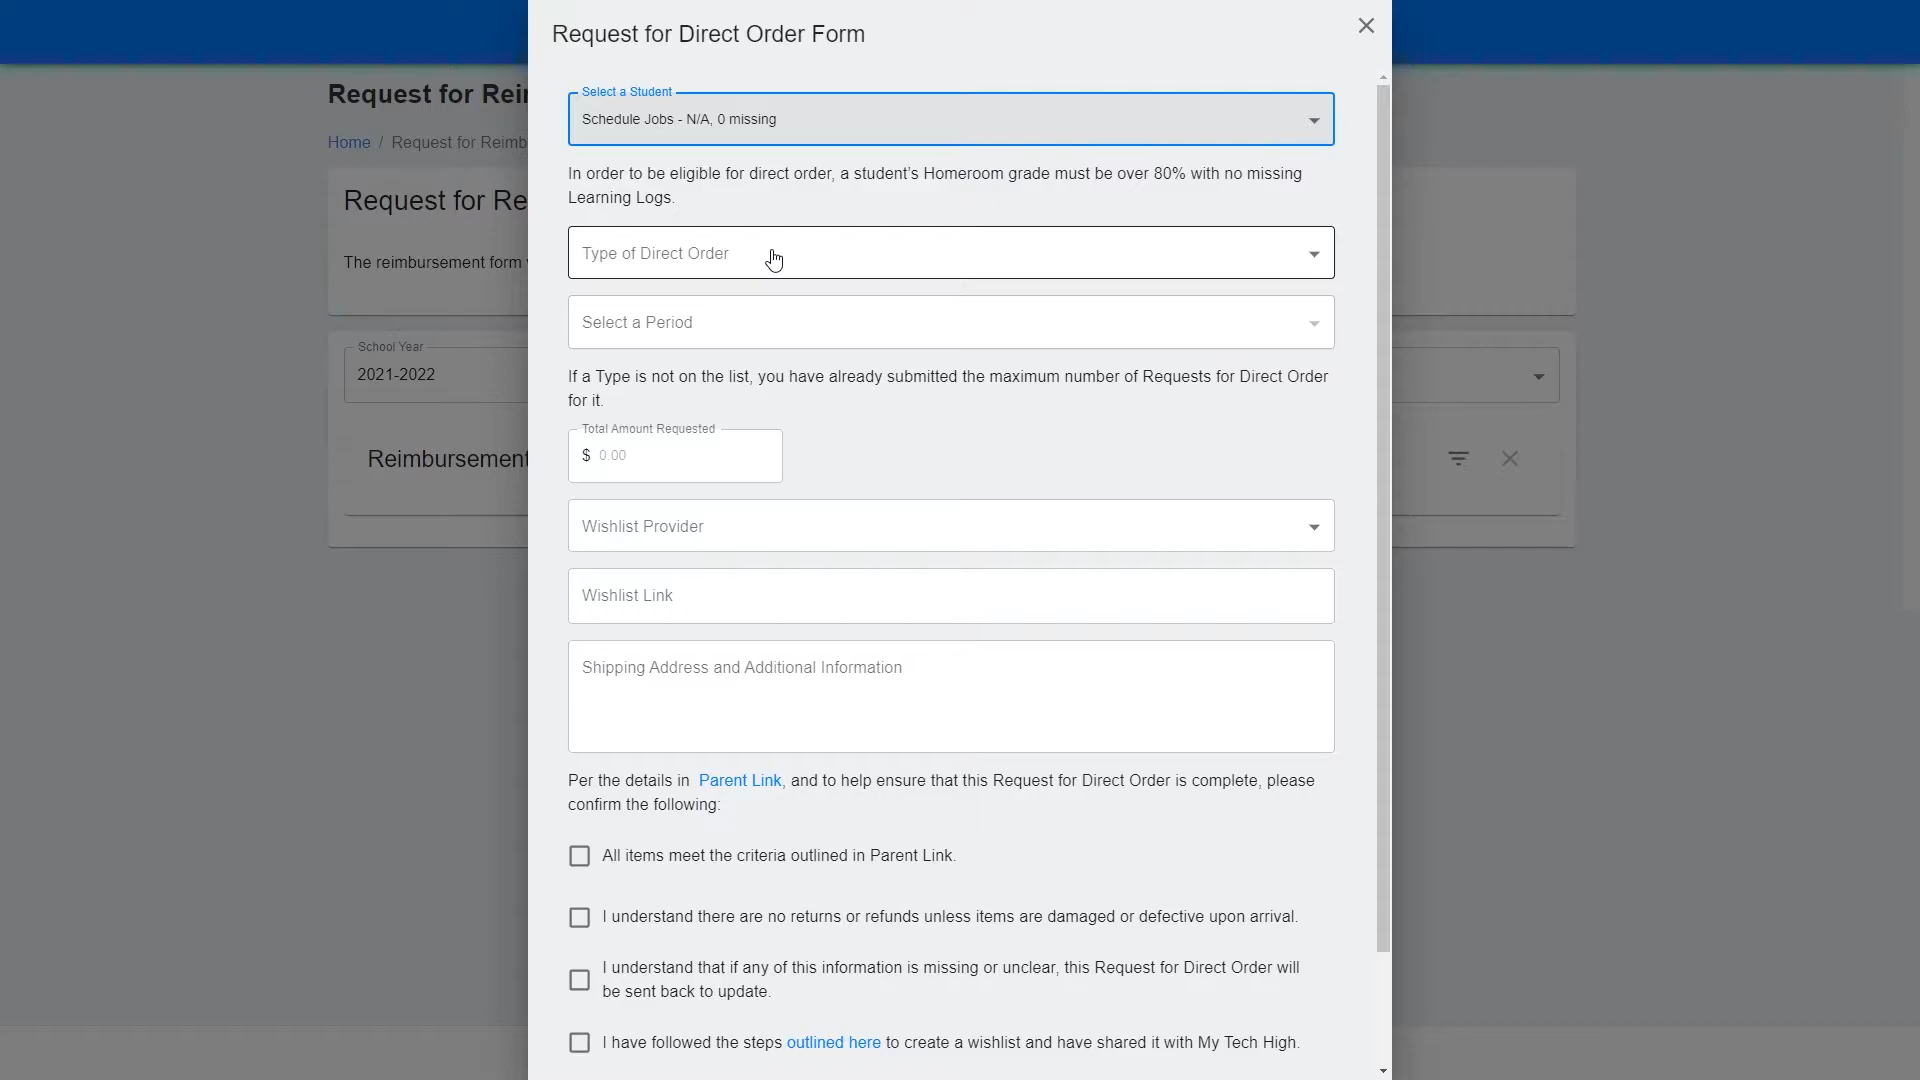 Request for Direct Order Form
Request for Rei
Home / Request for Reimb
Request for Re
The reimbursement form
School Year
2021-2022
Reimbursement
Select a Student
Schedule Jobs - N/A, 0 missing
In order to be eligible for direct order, a student's Homeroom grade must be over 80% with no missing
Learning Logs.
Type of Direct Order
Select a Period
If a Type is not on the list, you have already submitted the maximum number of Requests for Direct Order
for it.
Total Amount Requested
$ 0.00
Wishlist Provider
Wishlist Link
Shipping Address and Additional Information
Per the details in Parent Link, and to help ensure that this Request for Direct Order is complete, please
confirm the following:
All items meet the criteria outlined in Parent Link.
I understand there are no returns or refunds unless items are damaged or defective upon arrival.
I understand that if any of this information is missing or unclear, this Request for Direct Order will
be sent back to update.
I have followed the steps outlined here to create a wishlist and have shared it with My Tech High.